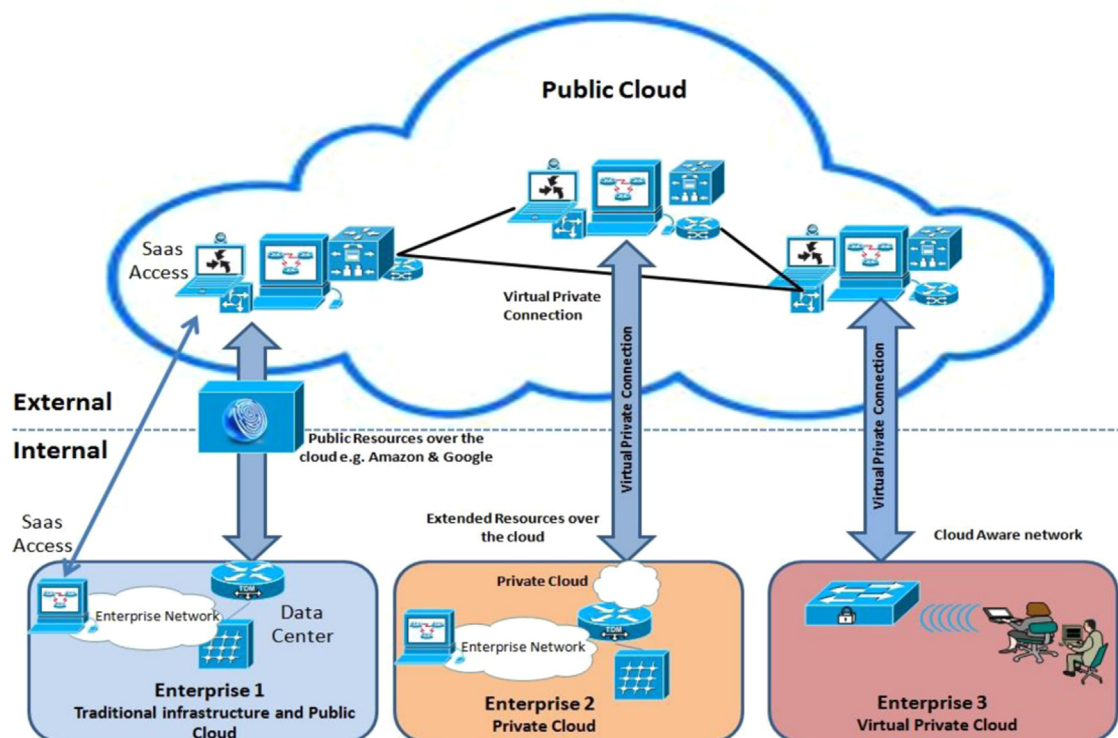 Public Cloud
Saas
Access
Virtual Private
Connection
Virtual Private Connection
Virtual Private Connection
External
Internal
Public Resources over the
cloud e.g. Amazon & Google
Saas
Access
Extended Resources over
the cloud
Cloud Aware network
Enterprise Network
TDM
Data
Center
Enterprise 1
Traditional infrastructure and Public
Cloud
Private Cloud
TDM
Enterprise Network
Enterprise 2
Private Cloud
Enterprise 3
Virtual Private Cloud